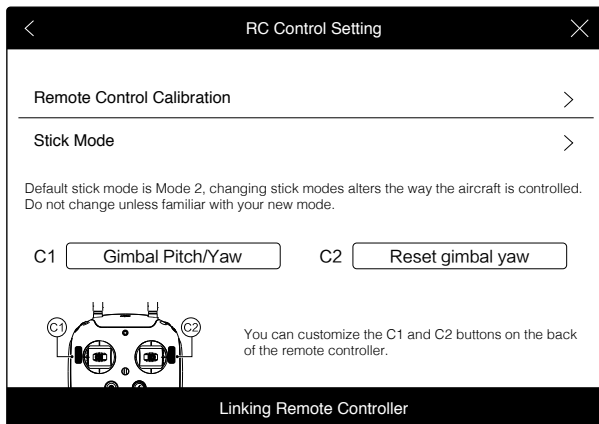 RC Control Setting
Remote Control Calibration
Stick Mode
Default stick mode is Mode 2, changing stick modes alters the way the aircraft is controlled.
Do not change unless familiar with your new mode.
C1 Gimbal Pitch/Yaw C2 Reset gimbal yaw
C1 C2
You can customize the C1 and C2 buttons on the back
of the remote controller.
Linking Remote Controller